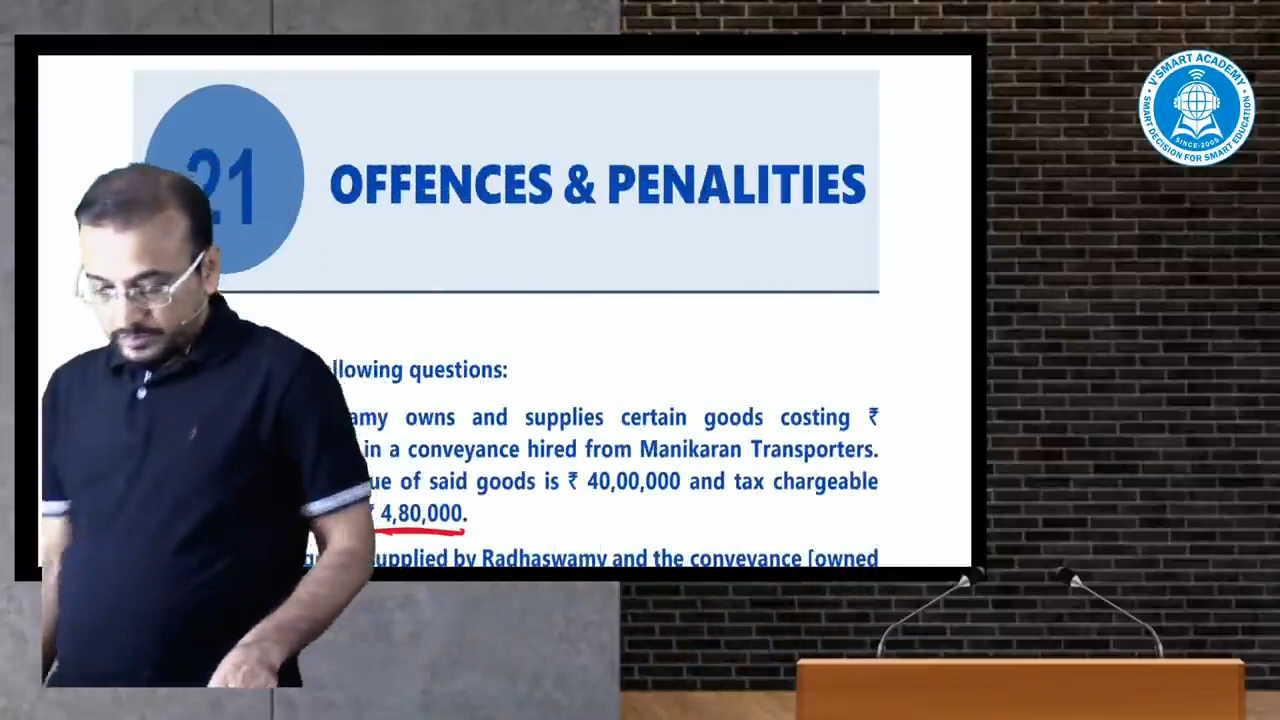 21
OFFENCES & PENALITIES
llowing questions:
amy owns and supplies certain goods costing ₹
in a conveyance hired from Manikaran Transporters.
ue of said goods is ₹ 40,00,000 and tax chargeable
₹ 4,80,000.
supplied by Radhaswamy and the conveyance [owned
V'SMART ACADEMY
SMART DECISION FOR SMART EDUCATION
SINCE-2003